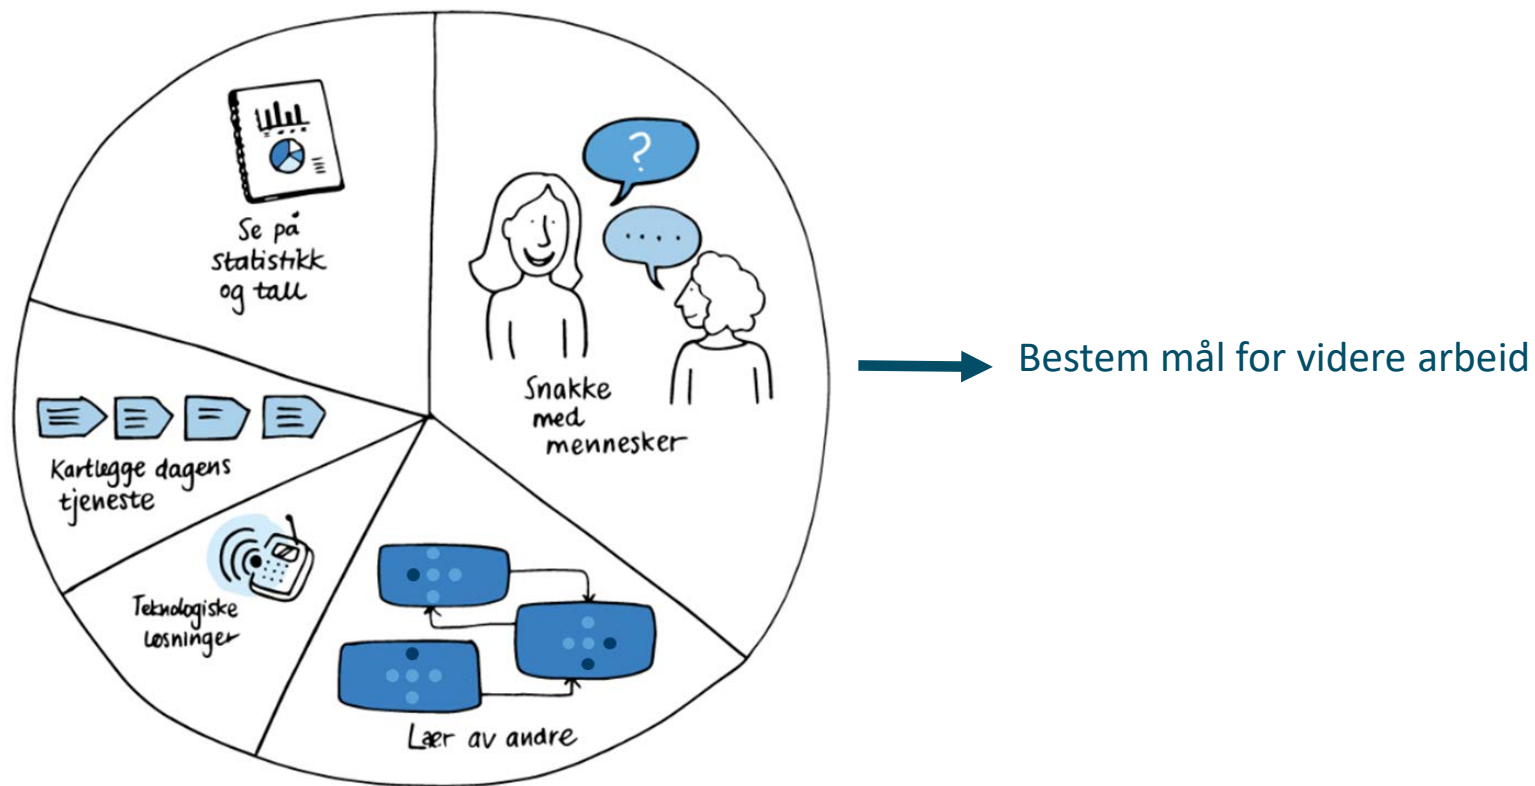 Se på
statistikk
og tall
?
Snakke
med
mennesker
Bestem mål for videre arbeid
Kartlegge dagens
tjeneste
Teknologiske
løsninger
Lær av andre